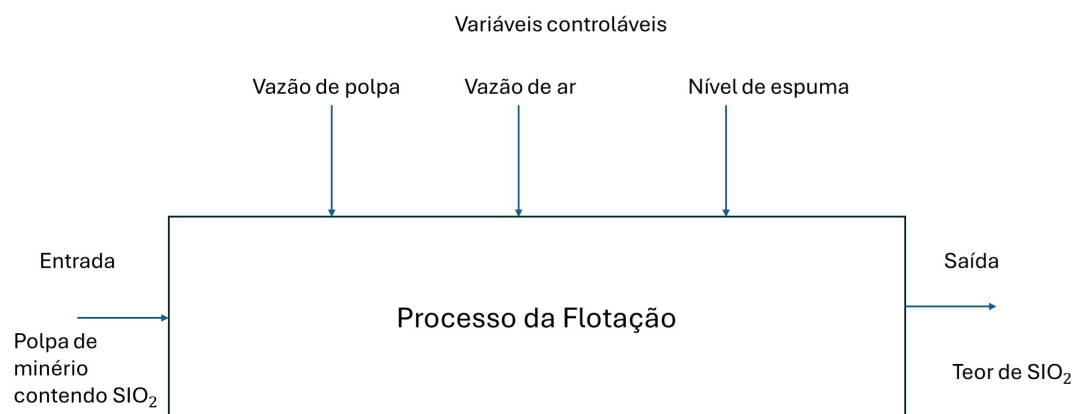 Variáveis controláveis
Vazão de polpa
Vazão de ar
Nível de espuma
Entrada
Saída
Processo da Flotação
Polpa de
minério
contendo SIO₂
Teor de SIO₂